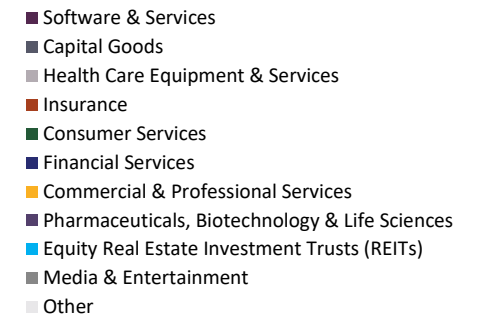 Software & Services
Capital Goods
Health Care Equipment & Services
Insurance
Consumer Services
Financial Services
Commercial & Professional Services
Pharmaceuticals, Biotechnology & Life Sciences
Equity Real Estate Investment Trusts (REITs)
Media & Entertainment
Other